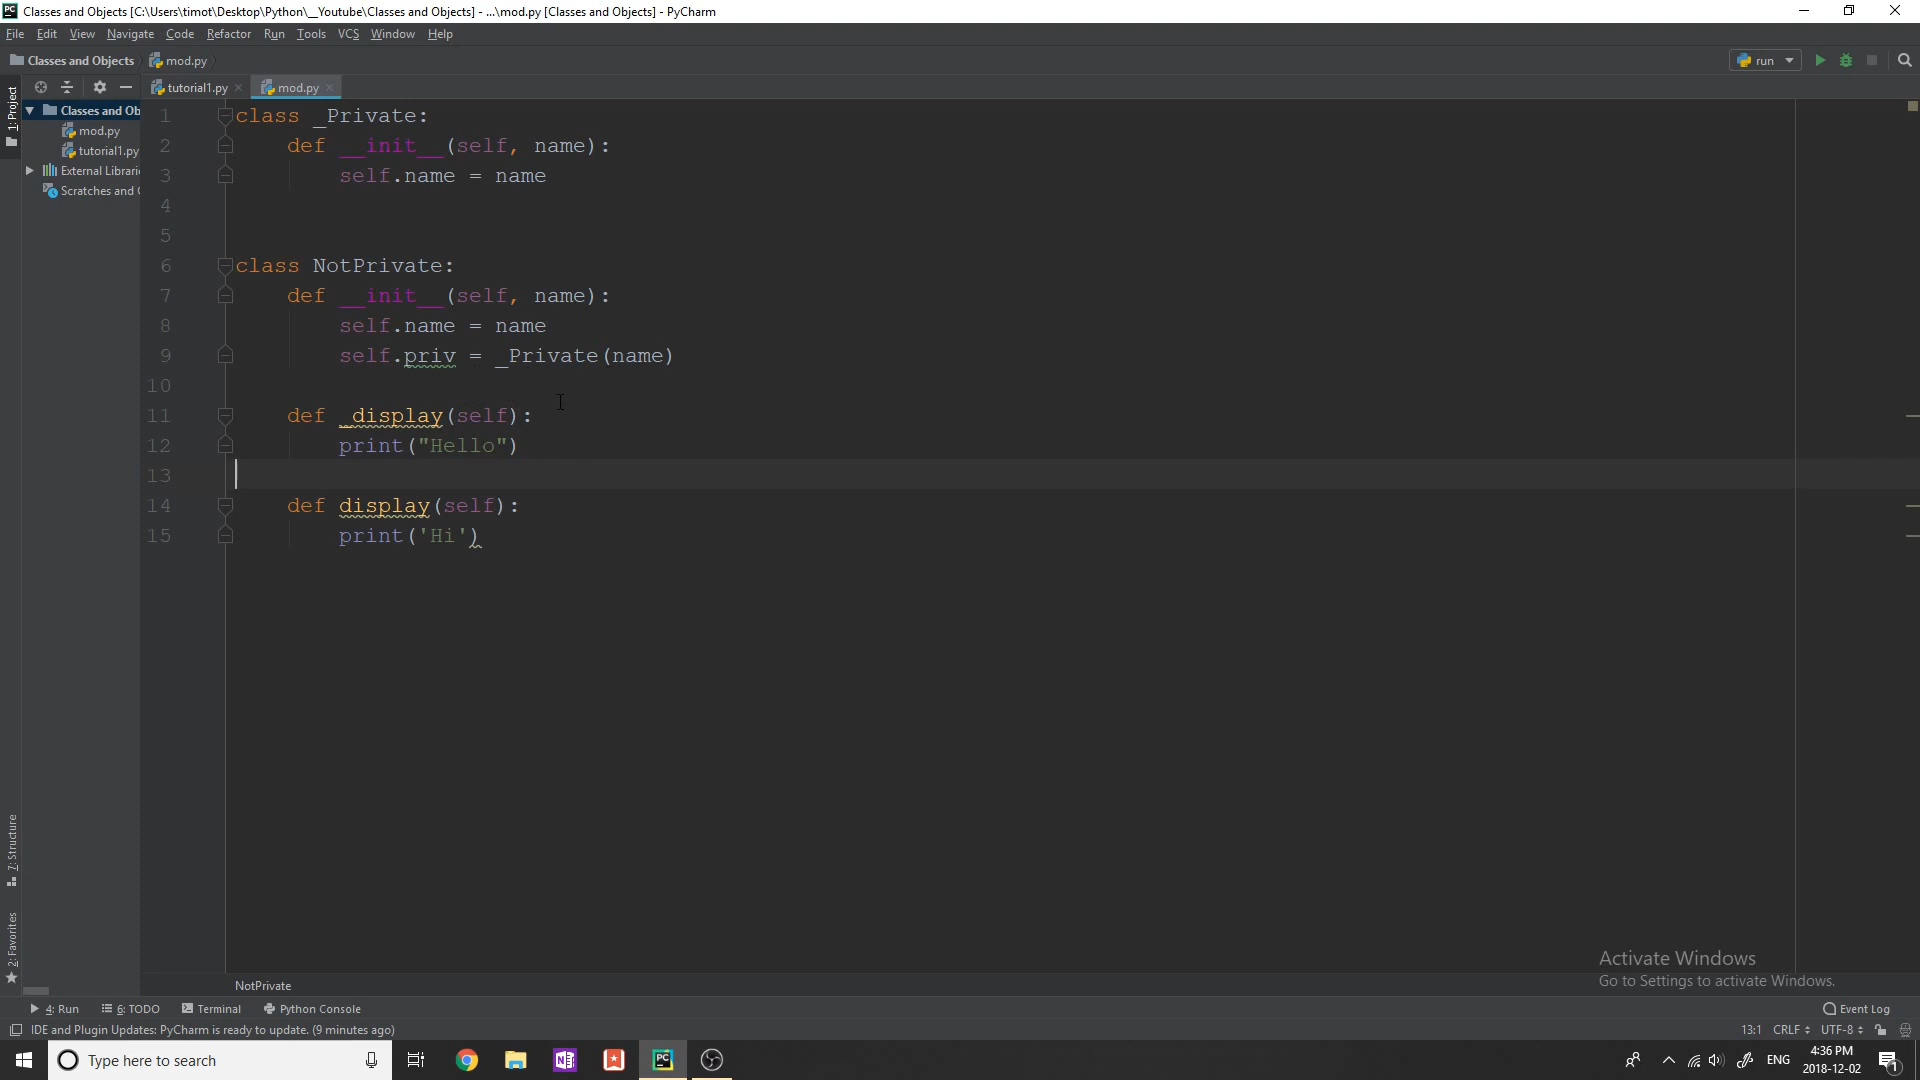 Classes and Objects [C:\Users\timot\Desktop\Python\__Youtube\Classes and Objects] - ...\mod.py [Classes and Objects] - PyCharm
File Edit View Navigate Code Refactor Run Tools VCS Window Help
Classes and Objects mod.py run
tutorial1.py mod.py
1: Project
Classes and Ob
mod.py
tutorial1.py
External Librari
Scratches and
1 class _Private:
2 def __init__(self, name):
3 self.name = name
4
5
6 class NotPrivate:
7 def __init__(self, name):
8 self.name = name
9 self.priv = _Private(name)
10
11 def _display(self):
12 print("Hello")
13
14 def display(self):
15 print('Hi')
7: Structure
2: Favorites
Activate Windows
Go to Settings to activate Windows.
NotPrivate
4: Run 6: TODO Terminal Python Console Event Log
IDE and Plugin Updates: PyCharm is ready to update. (9 minutes ago) 13:1 CRLF UTF-8
Type here to search ENG 4:36 PM
2018-12-02 1